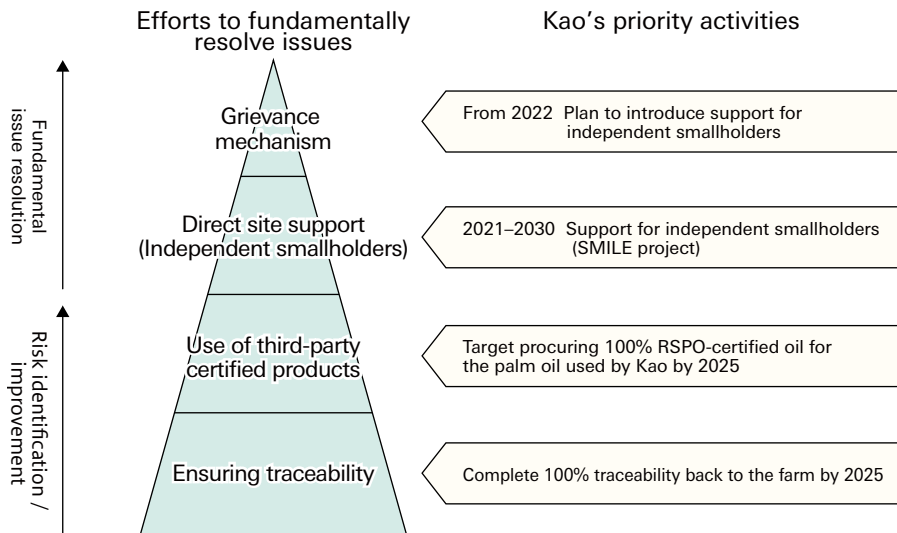 Efforts to fundamentally
resolve issues
Kao's priority activities
Fundamental
issue resolution
Grievance
mechanism
From 2022 Plan to introduce support for
independent smallholders
Direct site support
(Independent smallholders)
2021–2030 Support for independent smallholders
(SMILE project)
Risk identification /
improvement
Use of third-party
certified products
Target procuring 100% RSPO-certified oil for
the palm oil used by Kao by 2025
Ensuring traceability
Complete 100% traceability back to the farm by 2025